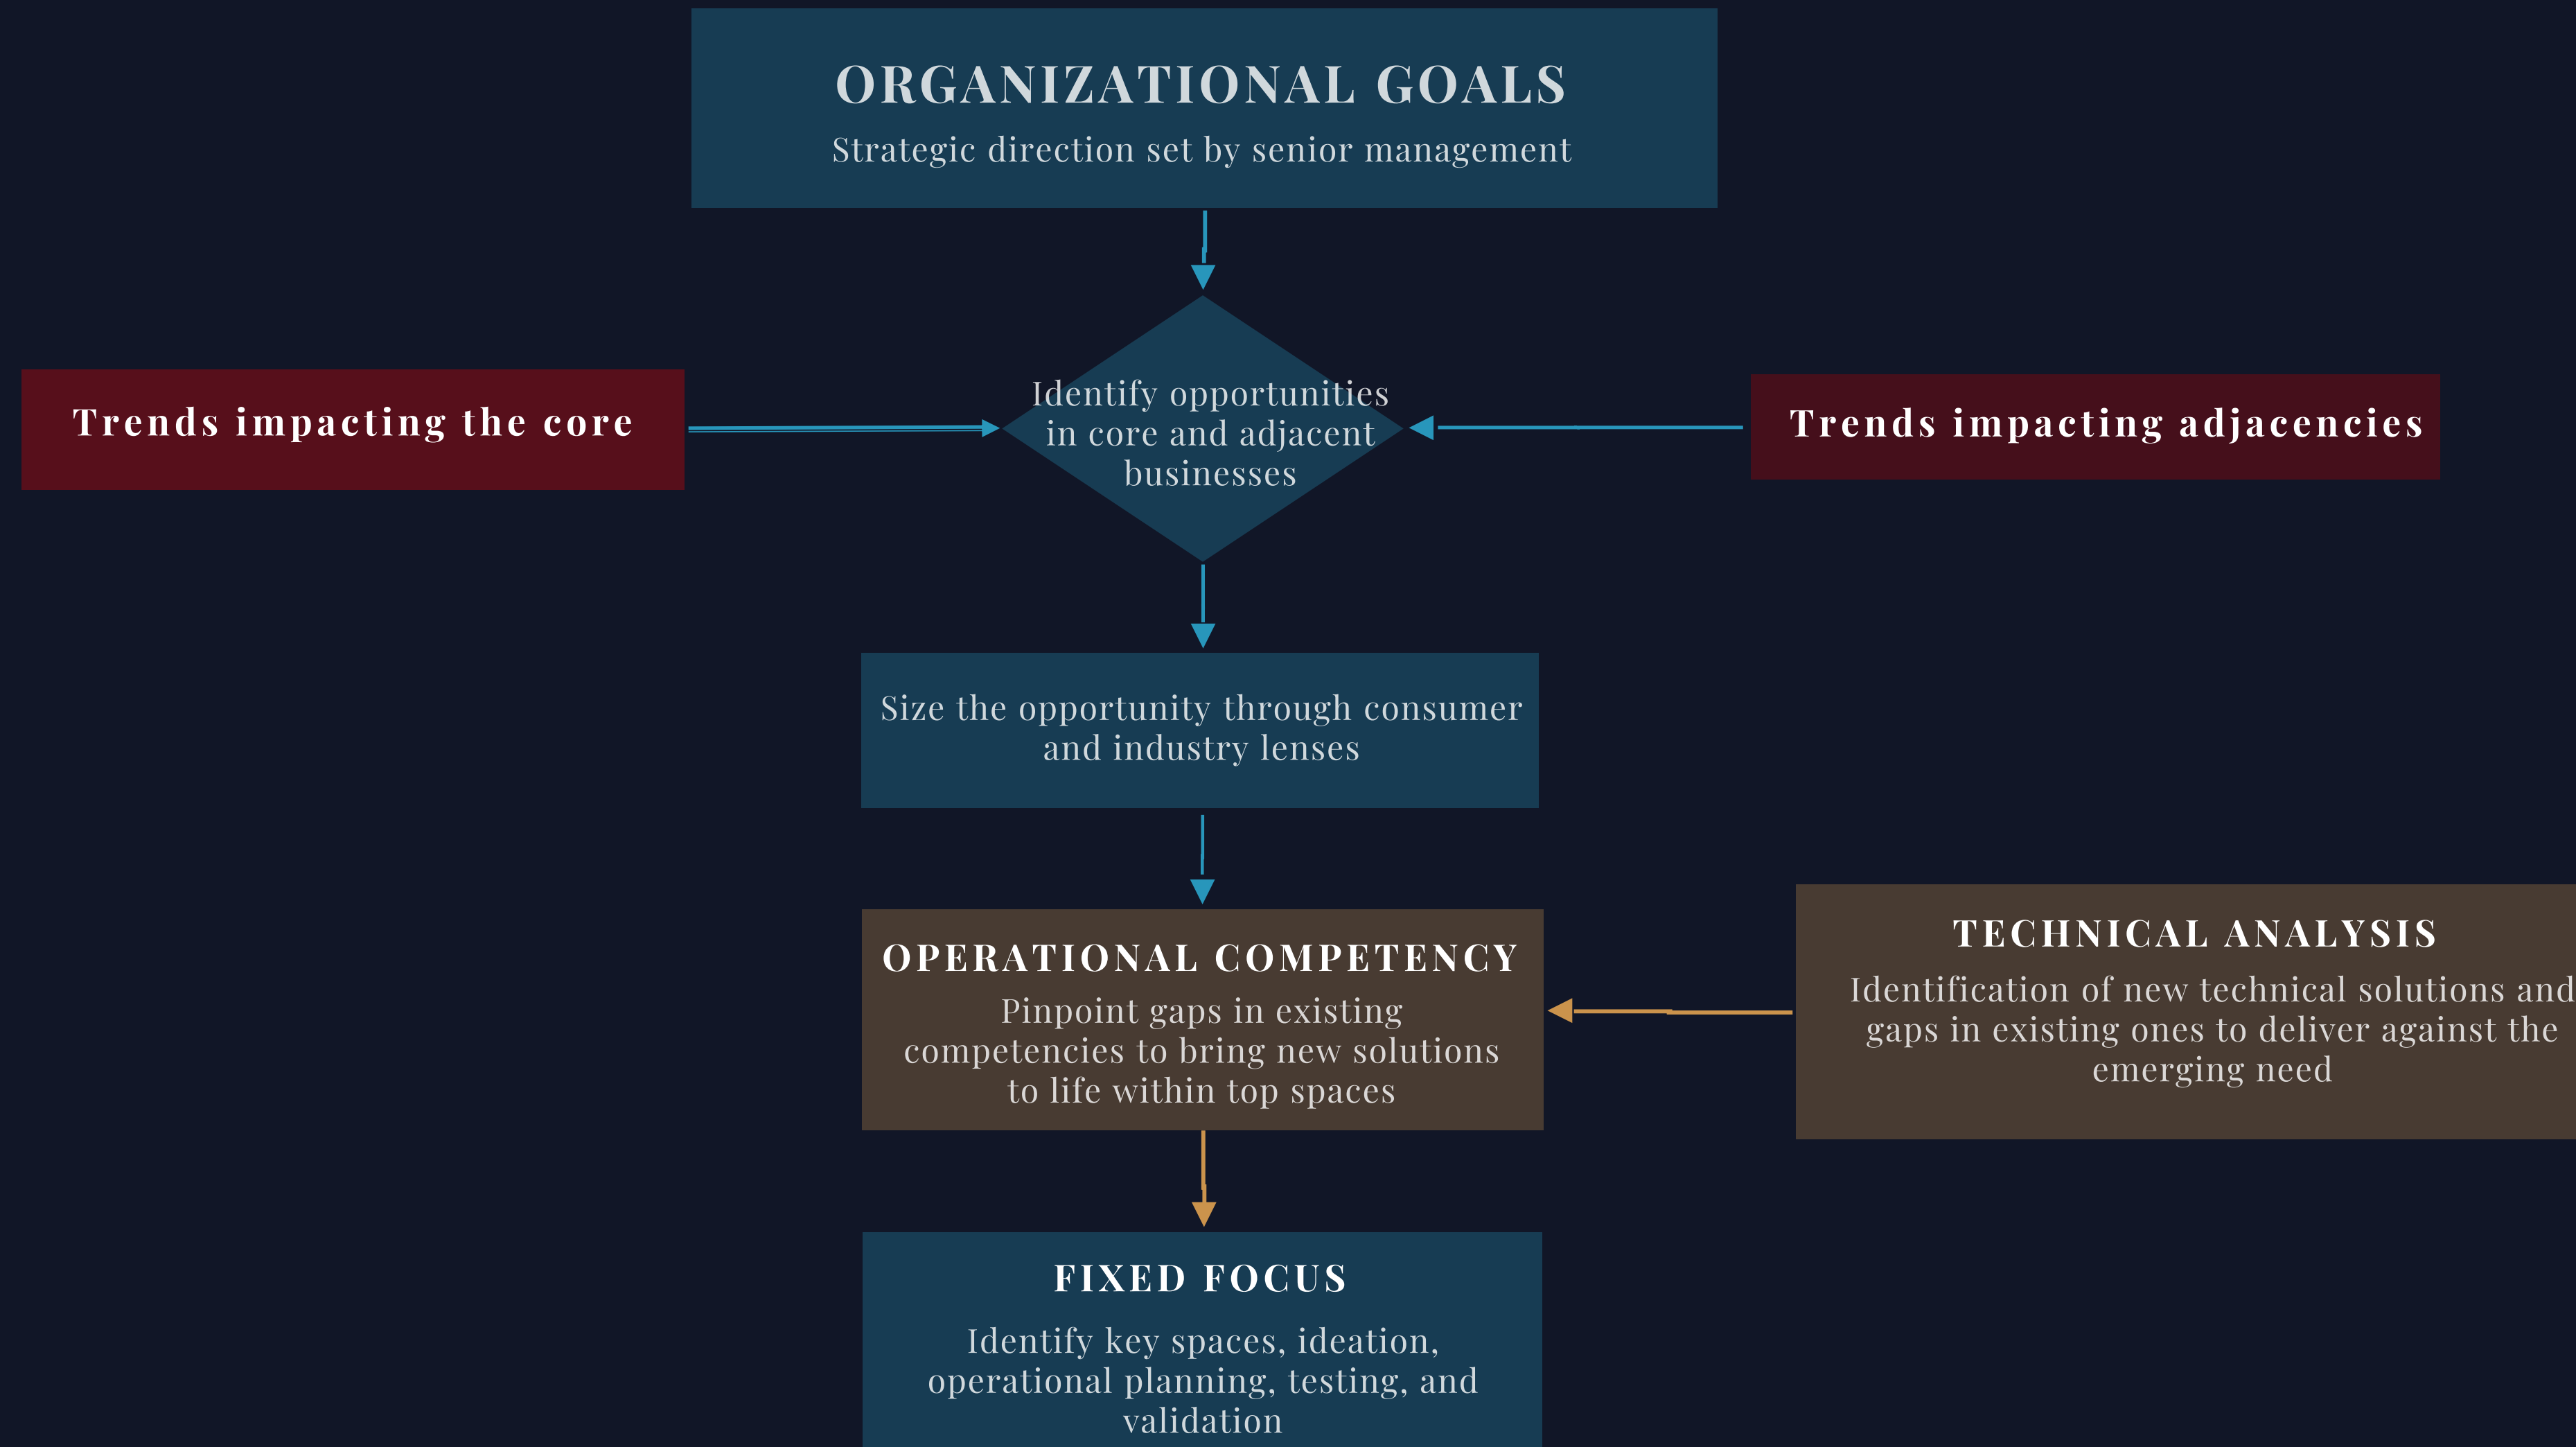 ORGANIZATIONAL GOALS
Strategic direction set by senior management
Trends impacting the core
Identify opportunities
in core and adjacent
businesses
Trends impacting adjacencies
Size the opportunity through consumer
and industry lenses
OPERATIONAL COMPETENCY
Pinpoint gaps in existing
competencies to bring new solutions
to life within top spaces
TECHNICAL ANALYSIS
Identification of new technical solutions and
gaps in existing ones to deliver against the
emerging need
FIXED FOCUS
Identify key spaces, ideation,
operational planning, testing, and
validation